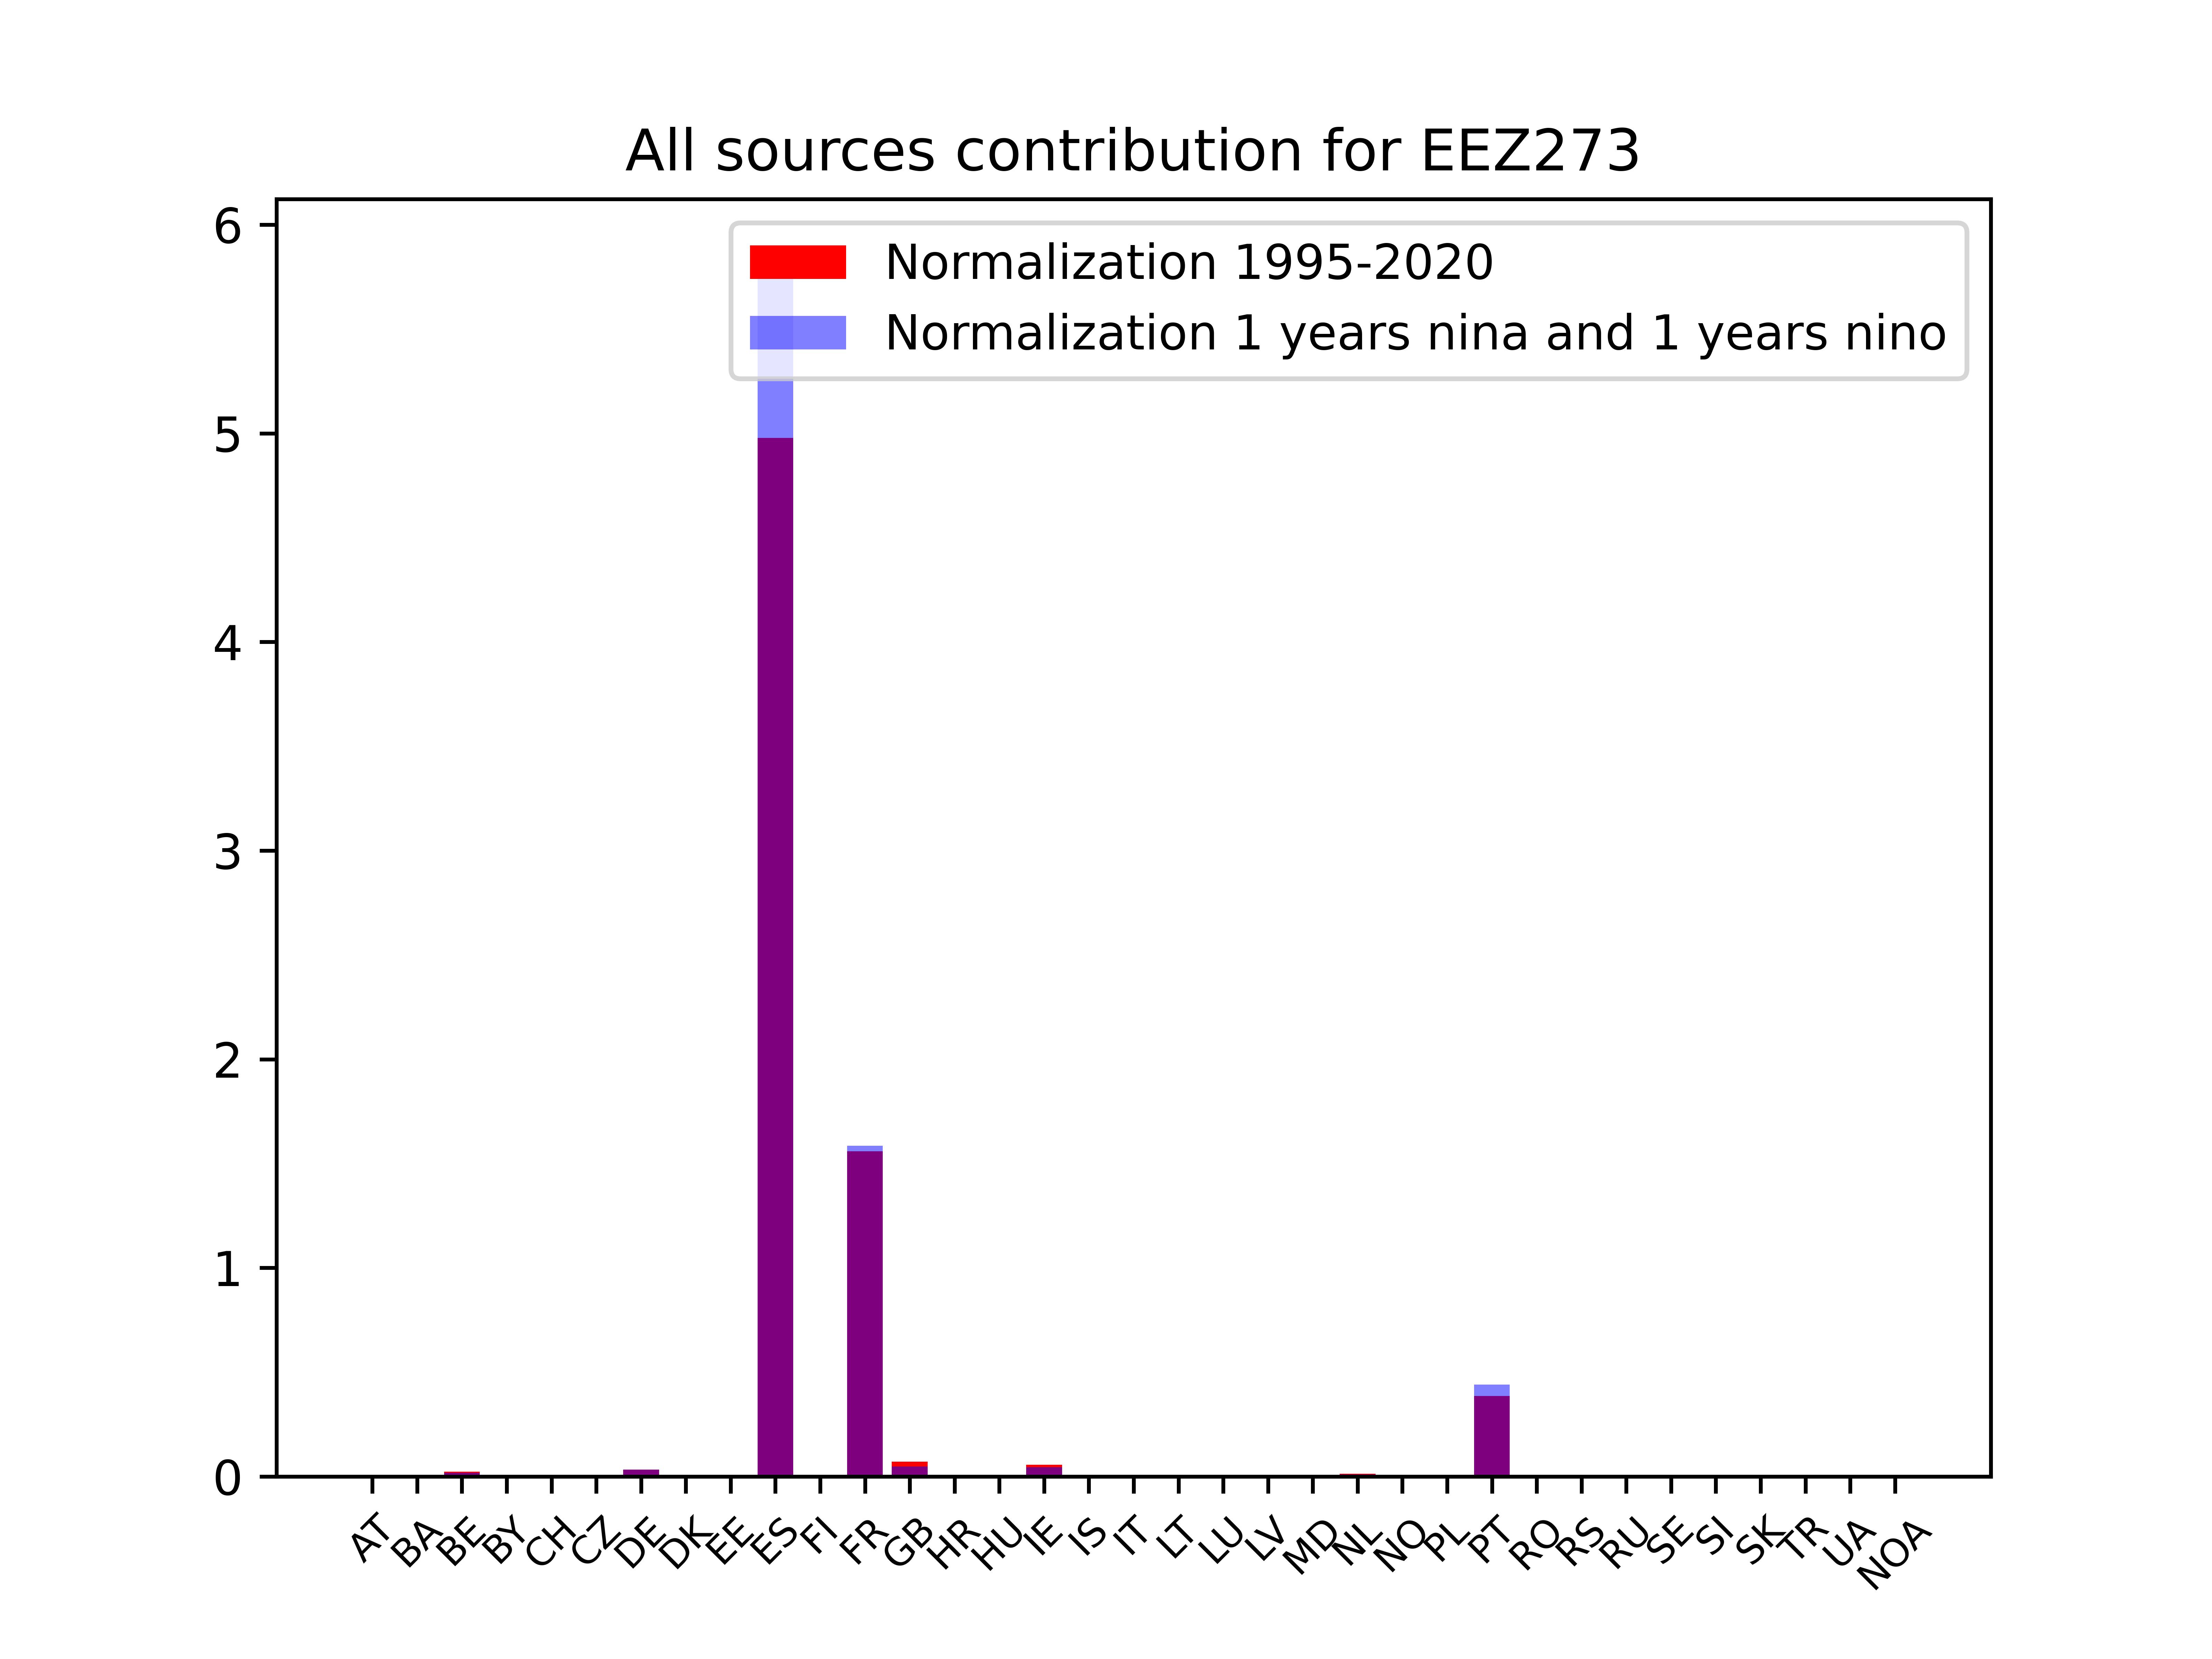 All sources contribution for EEZ273
Normalization 1995-2020
Normalization 1 years nina and 1 years nino
6
5
4
3
2
1
0
AT BA BE BY CH CZ DE DK EE ES FI FR GB HR HU IE IS IT LT LU LV MD NL NO PL PT RO RS RU SE SI SK TR UA NOA